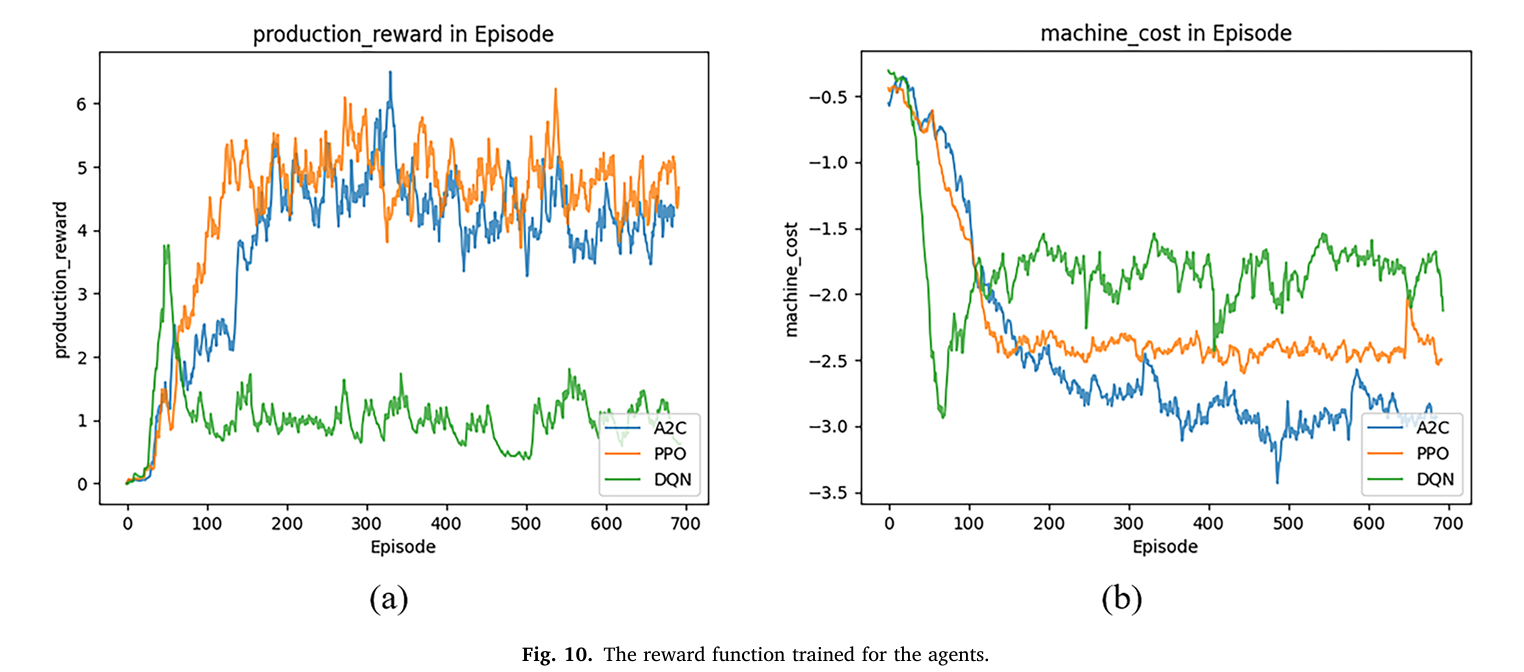 production_reward in Episode
production_reward
6
5
4
3
2
1
0
0 100 200 300 400 500 600 700
Episode
A2C
PPO
DQN
(a)
machine_cost in Episode
machine_cost
−0.5
−1.0
−1.5
−2.0
−2.5
−3.0
−3.5
0 100 200 300 400 500 600 700
Episode
A2C
PPO
DQN
(b)
Fig. 10. The reward function trained for the agents.